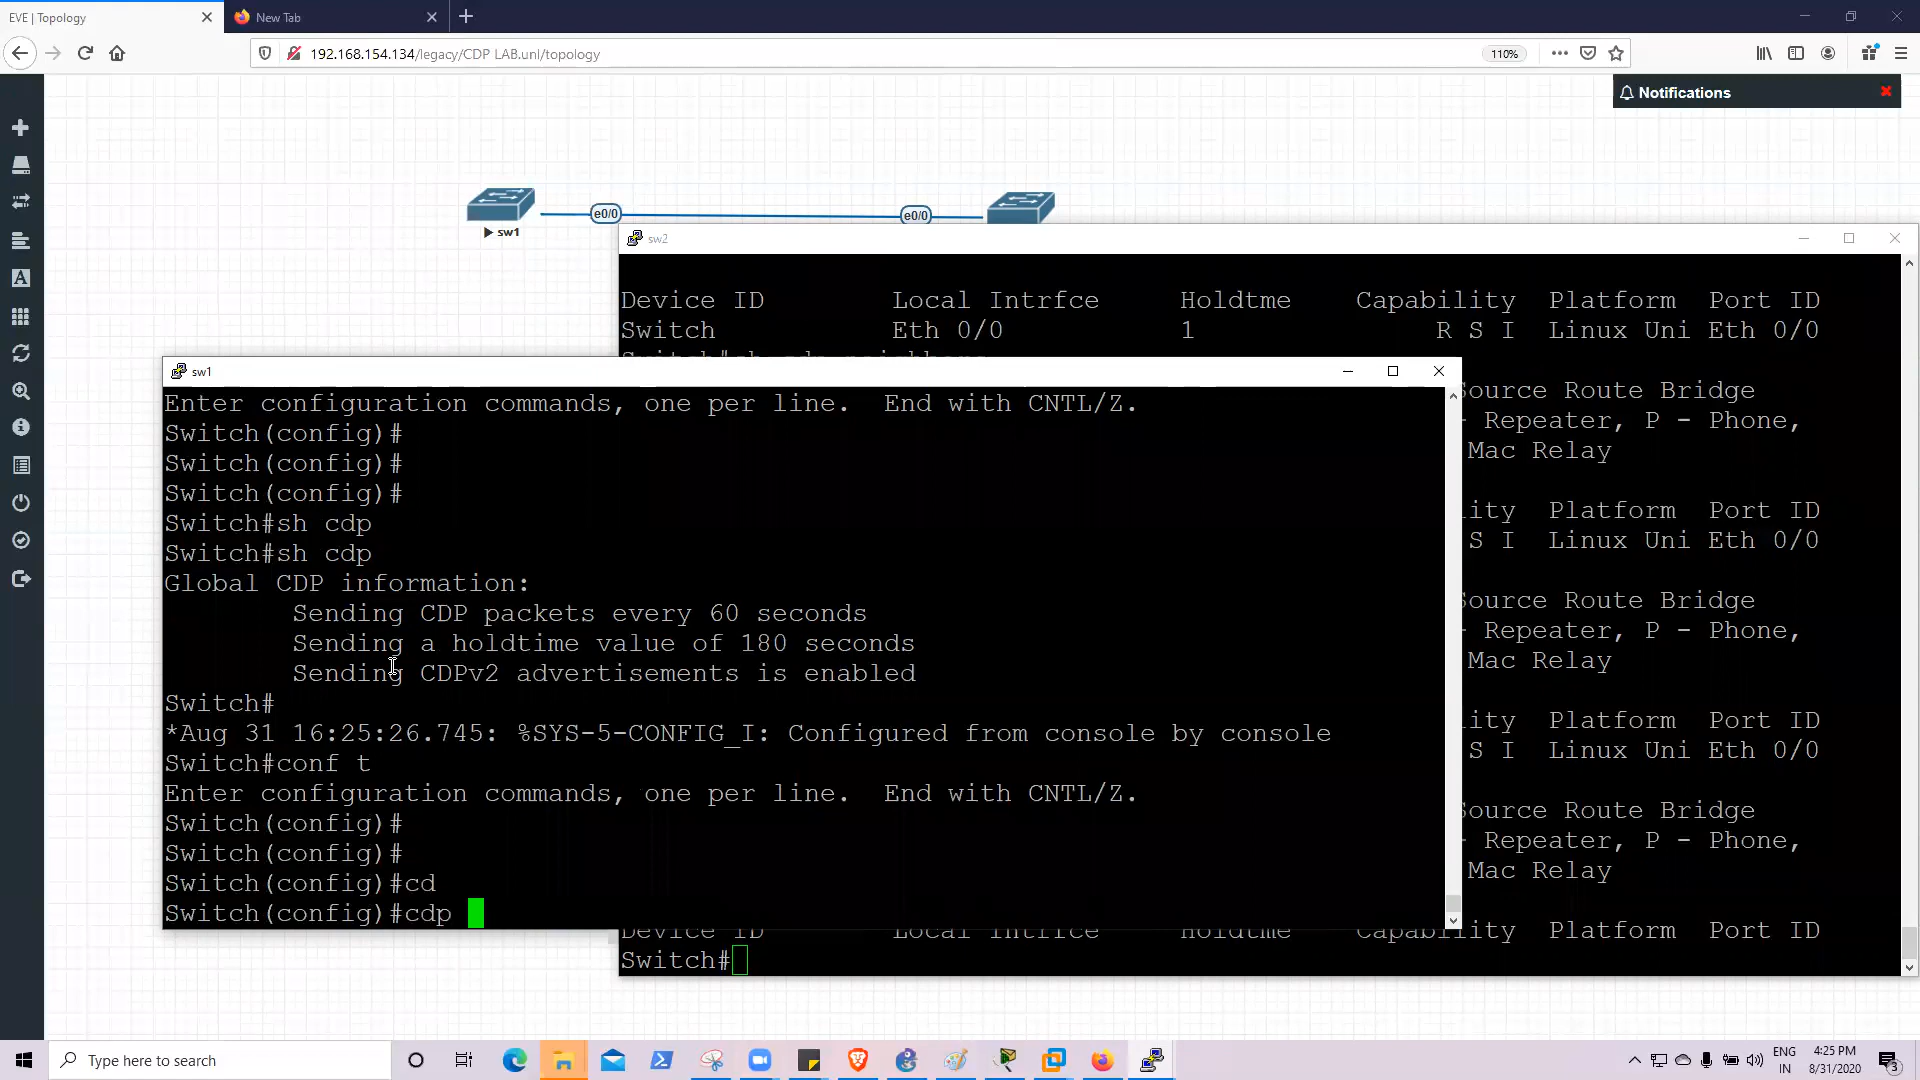 EVE | Topology
New Tab
192.168.154.134/legacy/CDP LAB.unl/topology
110%
Notifications
e0/0
e0/0
sw1
sw2
Device ID Local Intrfce Holdtme Capability Platform Port ID
Switch Eth 0/0 1 R S I Linux Uni Eth 0/0
sw1
Enter configuration commands, one per line. End with CNTL/Z.
Switch(config)#
Switch(config)#
Switch(config)#
Switch#sh cdp
Switch#sh cdp
Global CDP information:
Sending CDP packets every 60 seconds
Sending a holdtime value of 180 seconds
Sending CDPv2 advertisements is enabled
Switch#
*Aug 31 16:25:26.745: %SYS-5-CONFIG_I: Configured from console by console
Switch#conf t
Enter configuration commands, one per line. End with CNTL/Z.
Switch(config)#
Switch(config)#
Switch(config)#cd
Switch(config)#cdp
Source Route Bridge
- Repeater, P - Phone,
Mac Relay
ity Platform Port ID
S I Linux Uni Eth 0/0
Source Route Bridge
- Repeater, P - Phone,
Mac Relay
ity Platform Port ID
S I Linux Uni Eth 0/0
Source Route Bridge
- Repeater, P - Phone,
Mac Relay
Device ID Local Intrfce Holdtme Capability Platform Port ID
Switch#
Type here to search
ENG
IN
4:25 PM
8/31/2020
3